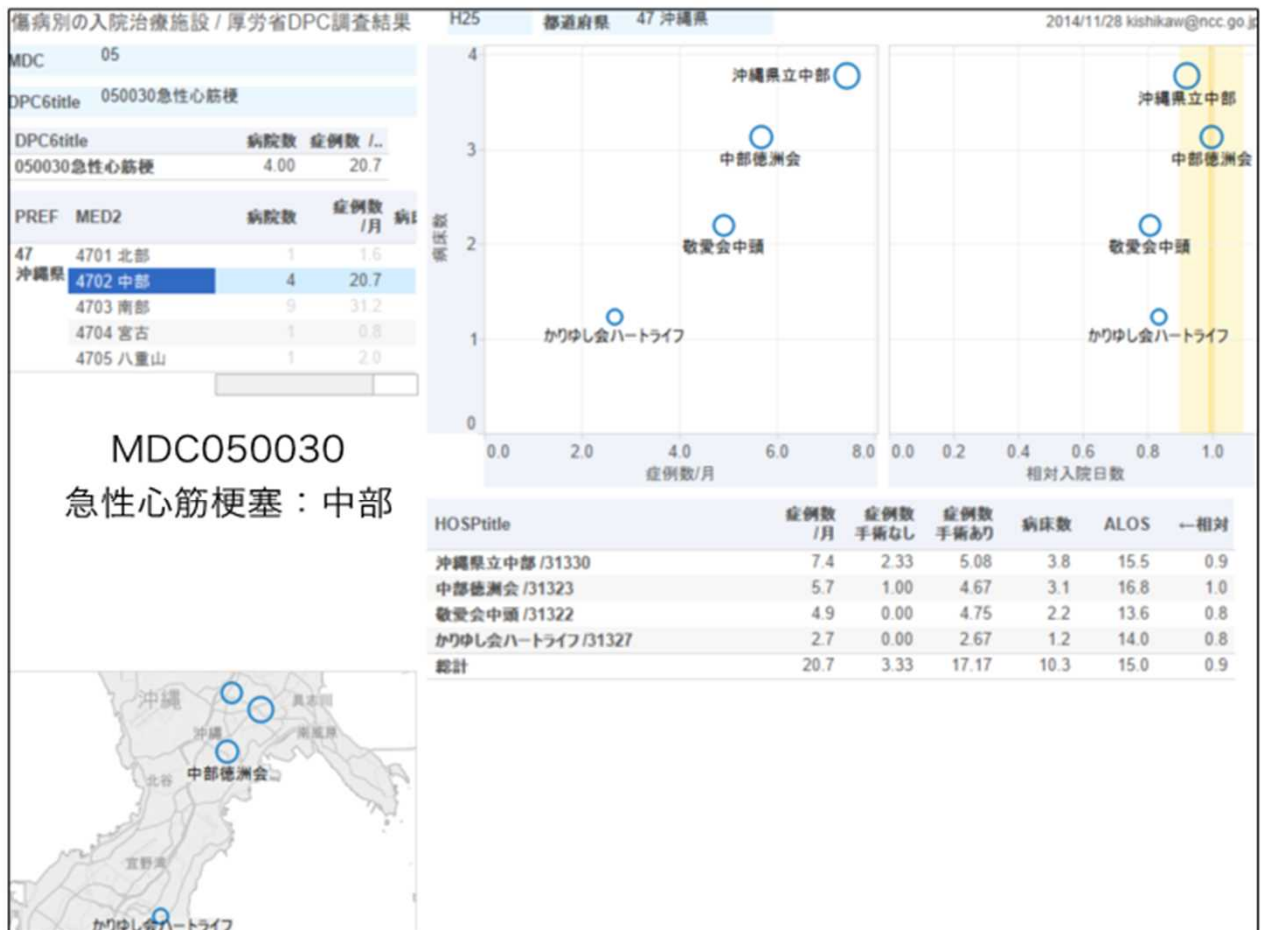 傷病別の入院治療施設 / 厚労省DPC調査結果
H25 都道府県 47 沖縄県
2014/11/28 kishikaw@ncc.go.jp
MDC 05
DPC6title 050030急性心筋梗
DPC6title 病院数 症例数 /..
050030急性心筋梗 4.00 20.7
PREF MED2 病院数 症例数/月
47 沖縄県
4701 北部 1 1.6
4702 中部 4 20.7
4703 南部 9 31.2
4704 宮古 1 0.8
4705 八重山 1 2.0
MDC050030
急性心筋梗塞：中部
病床数
4
3
2
1
0
沖縄県立中部
中部徳洲会
敬愛会中頭
かりゆし会ハートライフ
0.0 2.0 4.0 6.0 8.0
症例数/月
沖縄県立中部
中部徳洲会
敬愛会中頭
かりゆし会ハートライフ
0.0 0.2 0.4 0.6 0.8 1.0
相対入院日数
HOSPtitle 症例数/月 症例数手術なし 症例数手術あり 病床数 ALOS ←相対
沖縄県立中部 /31330 7.4 2.33 5.08 3.8 15.5 0.9
中部徳洲会 /31323 5.7 1.00 4.67 3.1 16.8 1.0
敬愛会中頭 /31322 4.9 0.00 4.75 2.2 13.6 0.8
かりゆし会ハートライフ /31327 2.7 0.00 2.67 1.2 14.0 0.8
総計 20.7 3.33 17.17 10.3 15.0 0.9
沖縄
具志川
沖縄
南風原
中部徳洲会
北谷
宜野湾
かりゆし会ハートライフ